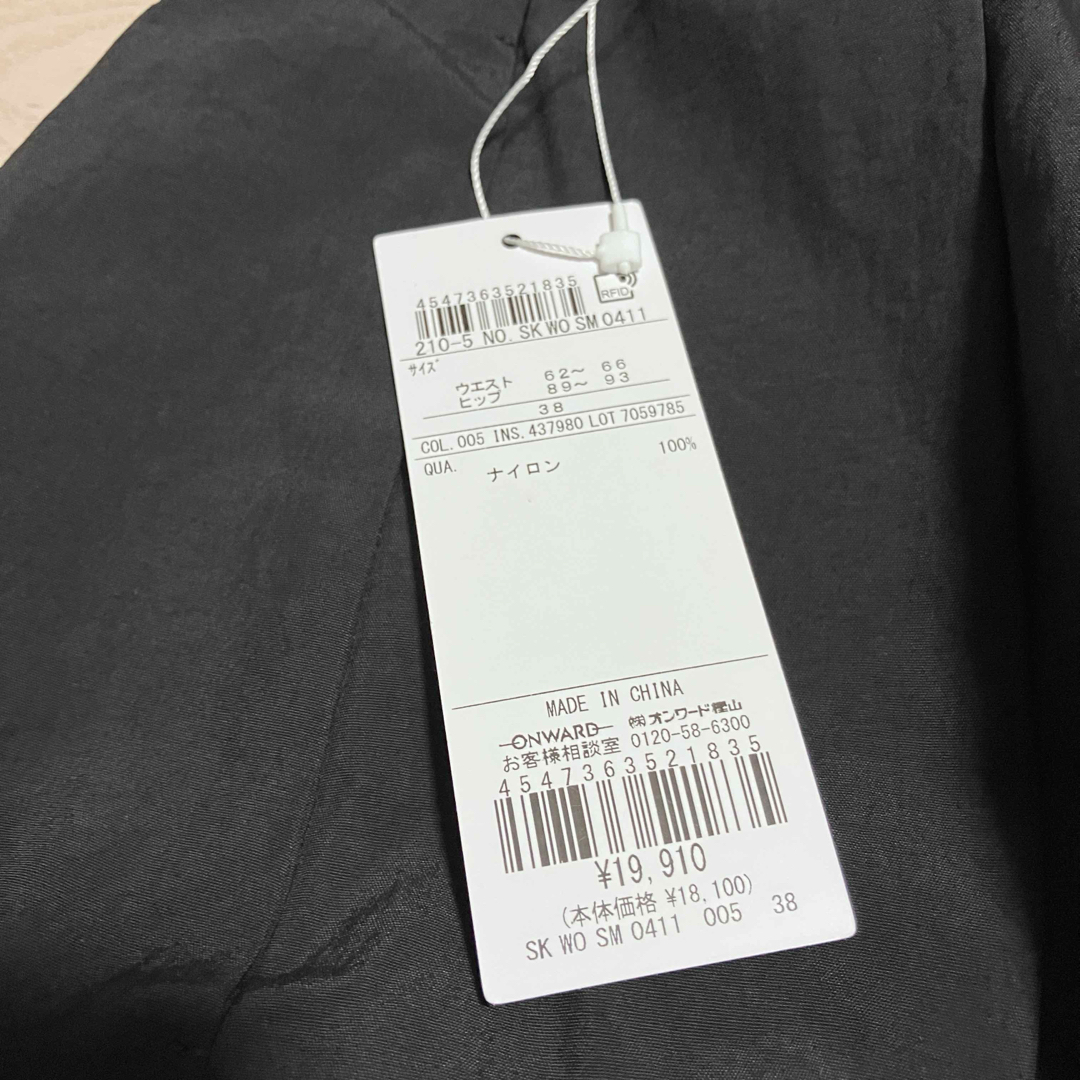 4547363521835
RFID
210-5 NO. SK WO SM 0411
サイズ
ウエスト 62～ 66
ヒップ 89～ 93
38
COL. 005 INS. 437980 LOT 7059785
QUA. ナイロン 100%
MADE IN CHINA
ONWARD ㈱オンワード樫山
お客様相談室 0120-58-6300
4547363521835
¥19,910
(本体価格 ¥18,100)
SK WO SM 0411 005 38